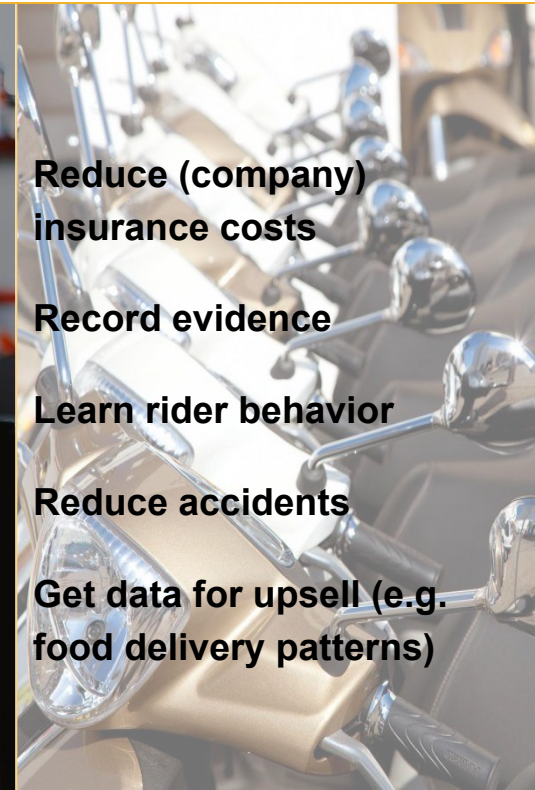 Reduce (company)
insurance costs
Record evidence
Learn rider behavior
Reduce accidents
Get data for upsell (e.g.
food delivery patterns)